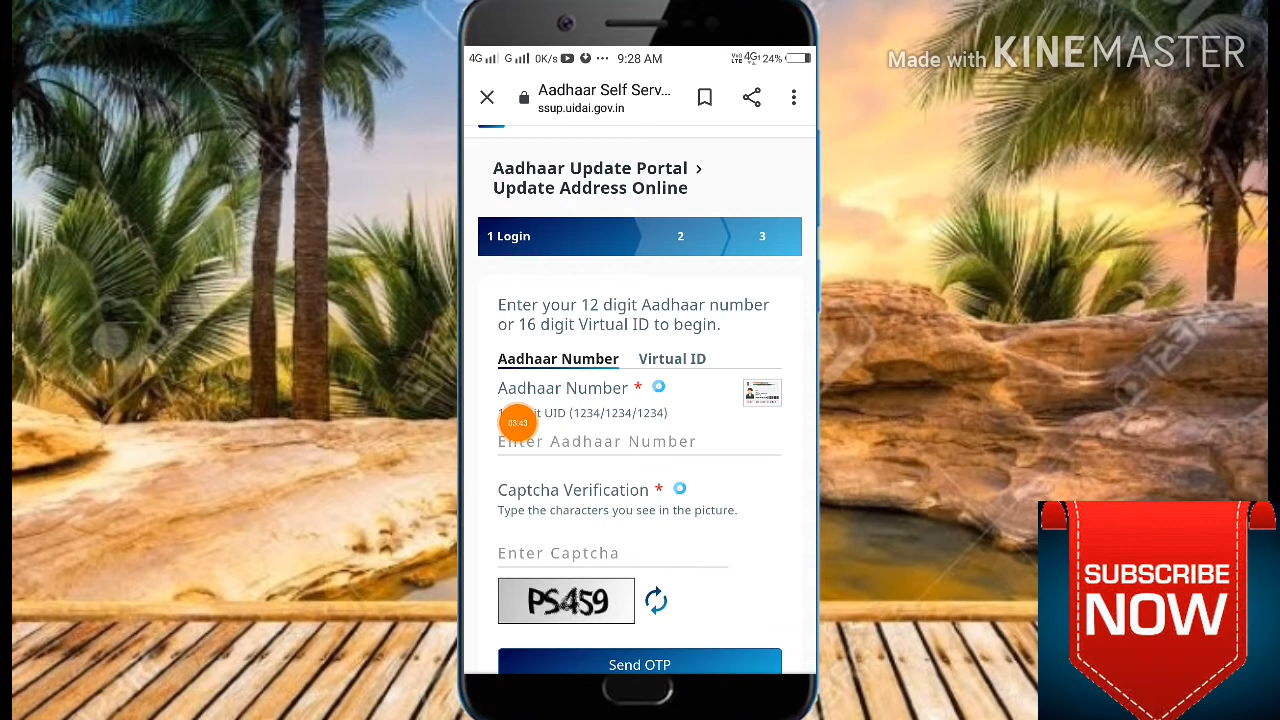 Made with KINEMASTER
4G G 0K/s ... 9:28 AM 4G 24%
Aadhaar Self Serv...
ssup.uidai.gov.in
Aadhaar Update Portal >
Update Address Online
1 Login 2 3
Enter your 12 digit Aadhaar number
or 16 digit Virtual ID to begin.
Aadhaar Number Virtual ID
Aadhaar Number *
UID (1234/1234/1234)
03:43
Enter Aadhaar Number
Captcha Verification *
Type the characters you see in the picture.
Enter Captcha
PS459
Send OTP
SUBSCRIBE
NOW